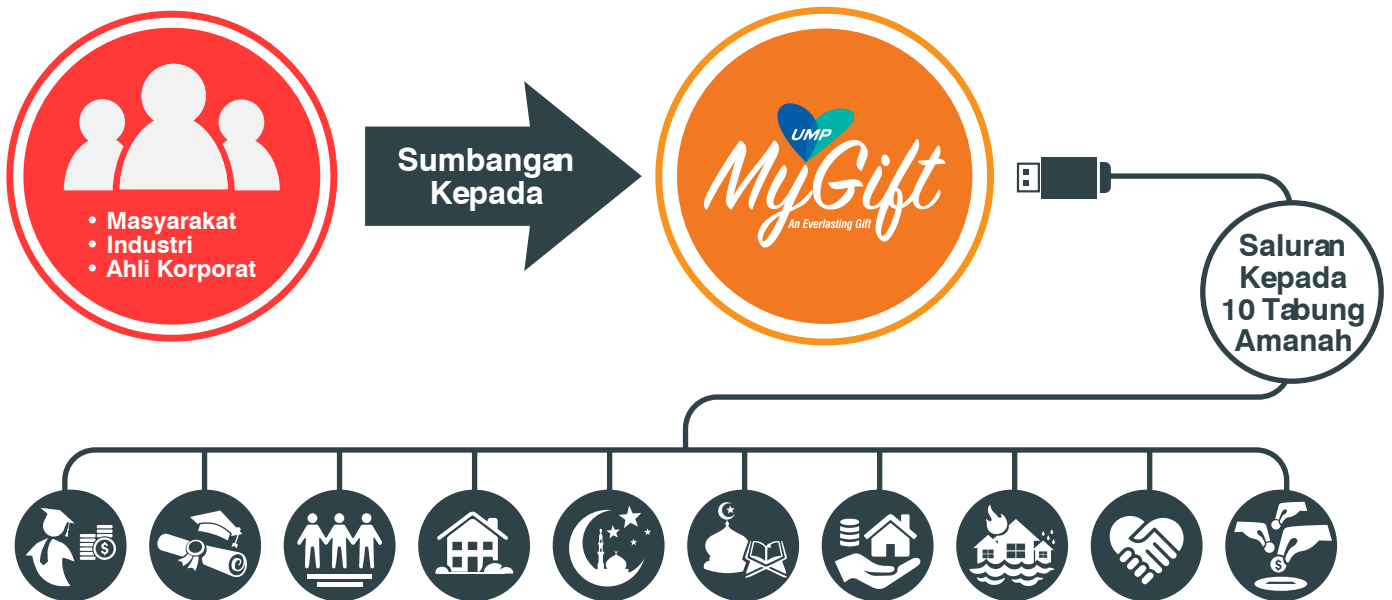 • Masyarakat
• Industri
• Ahli Korporat
Sumbangan
Kepada
UMP
MyGift
An Everlasting Gift
Saluran
Kepada
10 Tabung
Amanah
$
$